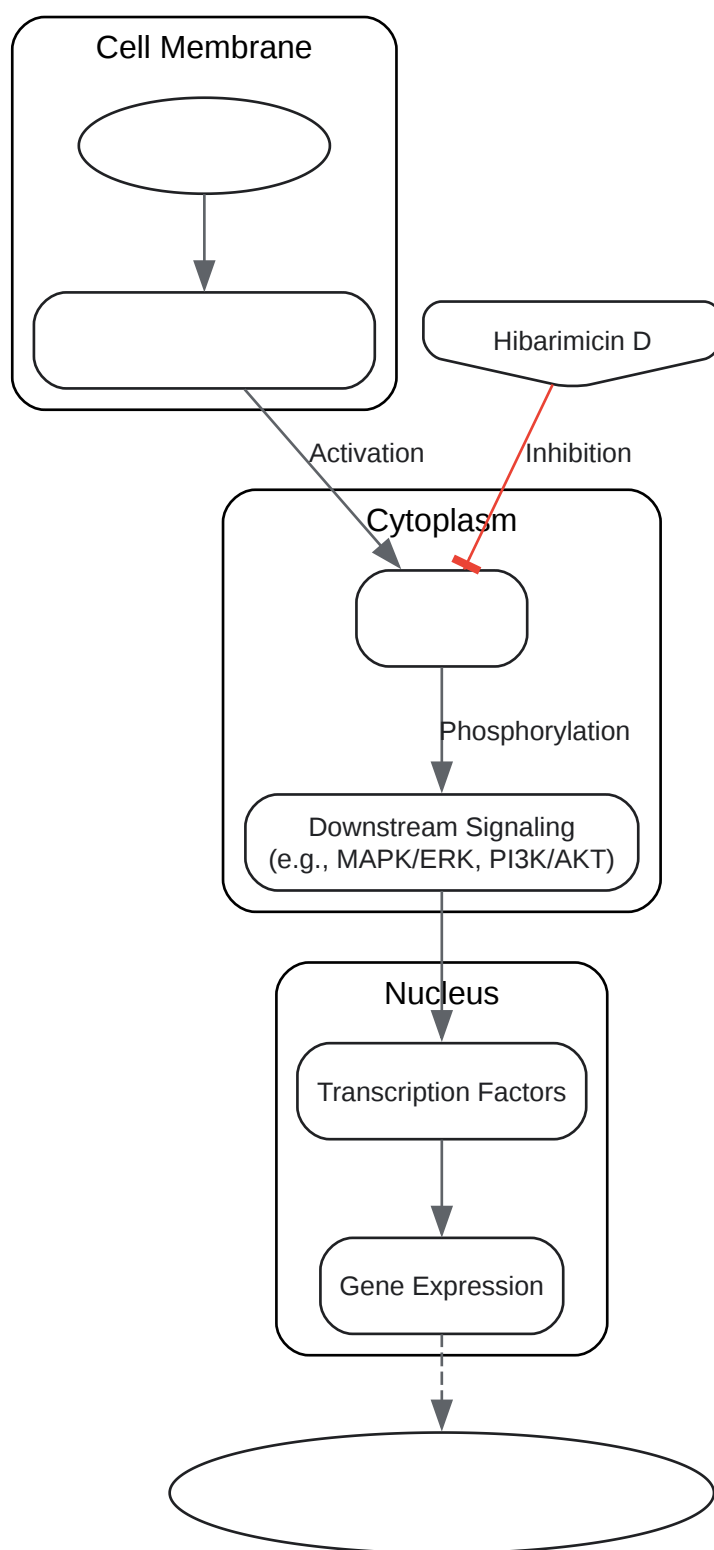 Cell Membrane
Hibarimicin D
Activation
Inhibition
Cytoplasm
Phosphorylation
Downstream Signaling
(e.g., MAPK/ERK, PI3K/AKT)
Nucleus
Transcription Factors
Gene Expression